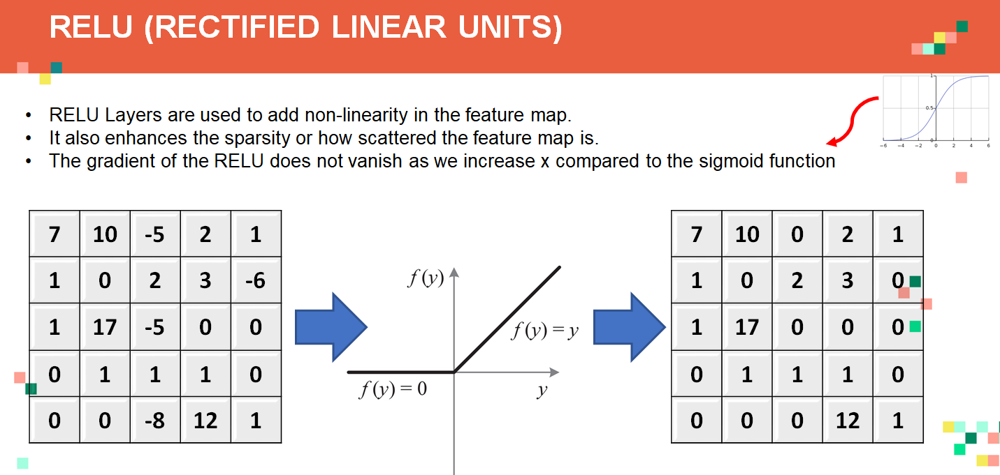 RELU (RECTIFIED LINEAR UNITS)
• RELU Layers are used to add non-linearity in the feature map.
• It also enhances the sparsity or how scattered the feature map is.
• The gradient of the RELU does not vanish as we increase x compared to the sigmoid function
1
0.5
0
−6 −4 −2 0 2 4 6
7 10 -5 2 1
1 0 2 3 -6
1 17 -5 0 0
0 1 1 1 0
0 0 -8 12 1
f(y)
f(y) = y
f(y) = 0
y
7 10 0 2 1
1 0 2 3 0
1 17 0 0 0
0 1 1 1 0
0 0 0 12 1